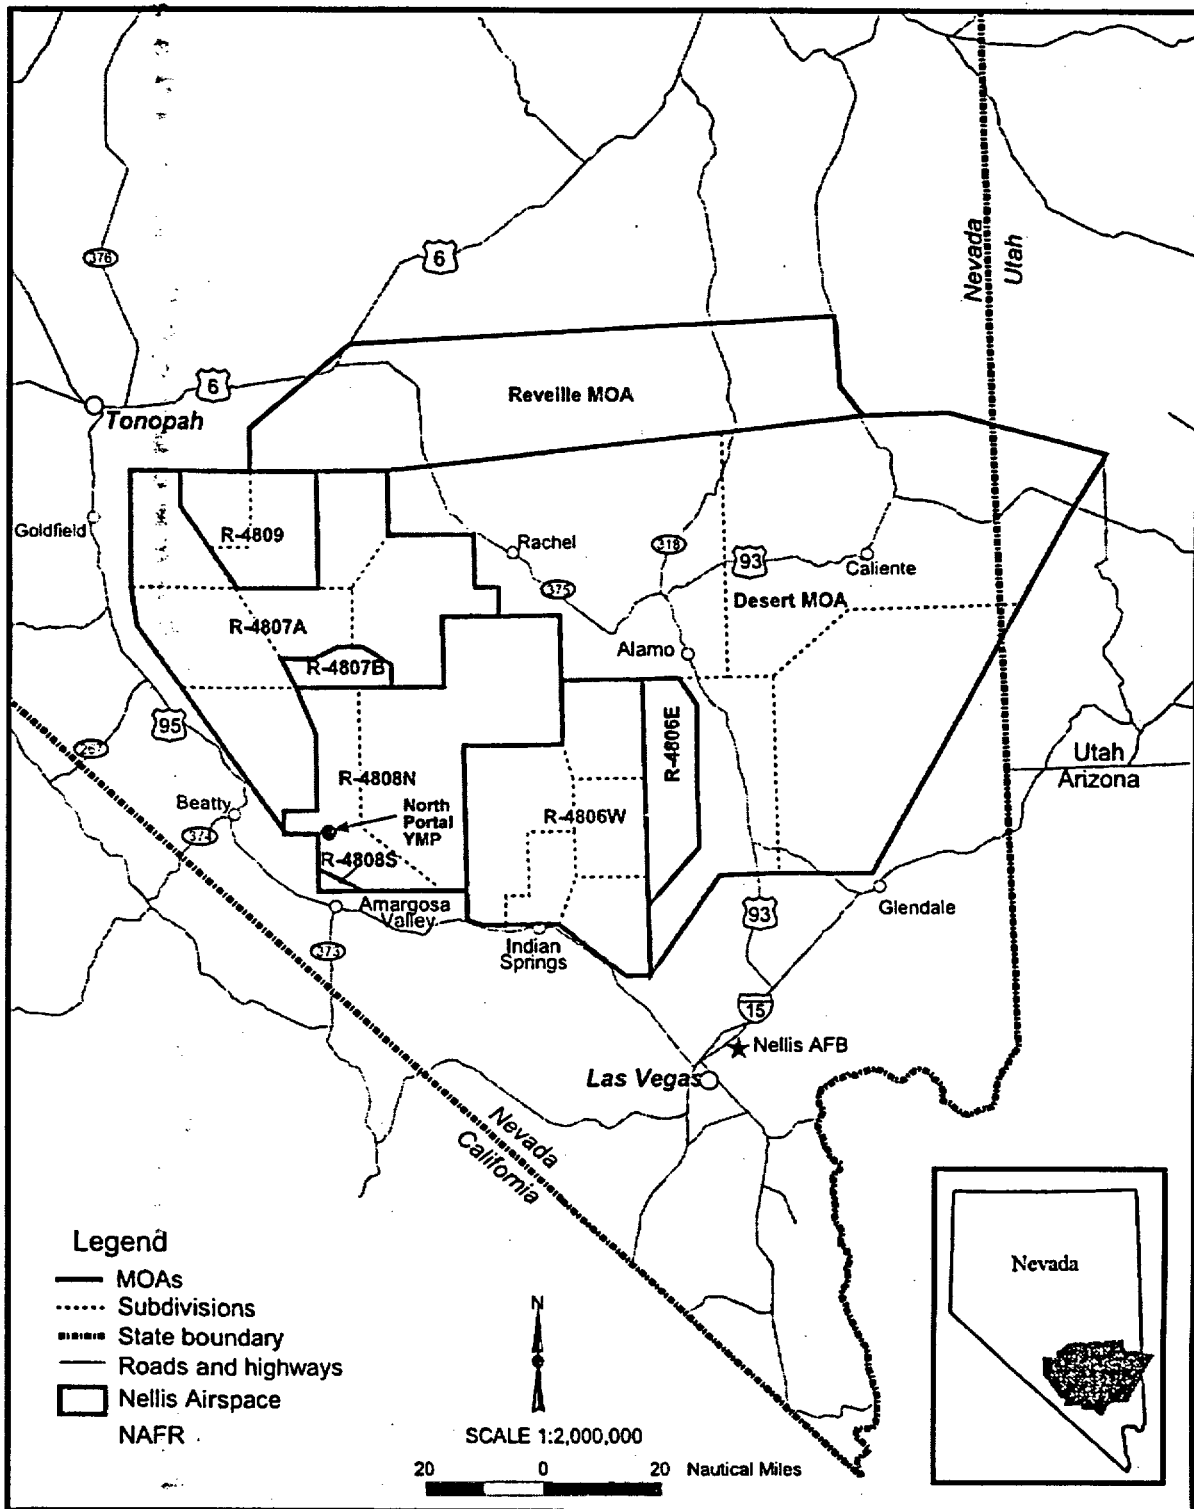 376
6
6
Nevada
Utah
Reveille MOA
Tonopah
Goldfield
R-4809
Rachel
318
93
Caliente
375
Desert MOA
R-4807A
Alamo
R-4807B
R-4806E
95
267
Utah
Arizona
R-4808N
Beatty
374
North
Portal
YMP
R-4806W
R-4808S
Amargosa
Valley
Glendale
93
373
Indian
Springs
15
Nellis AFB
Las Vegas
Nevada
California
Nevada
Legend
MOAs
Subdivisions
State boundary
Roads and highways
Nellis Airspace
NAFR
N
SCALE 1:2,000,000
20 0 20 Nautical Miles